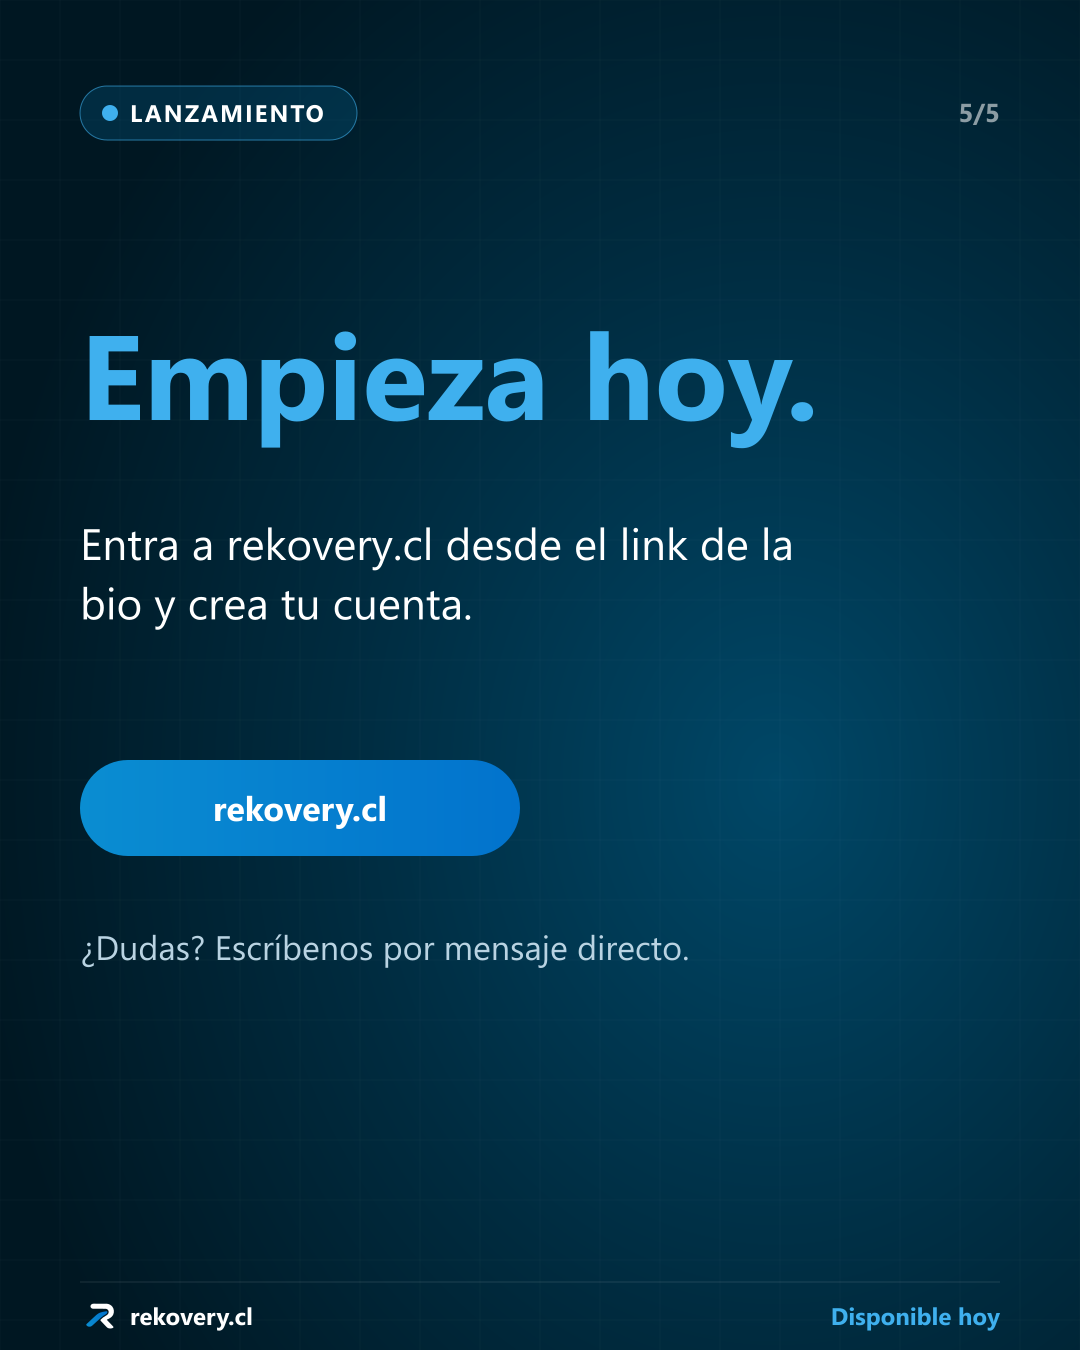 LANZAMIENTO
5/5
Empieza hoy.
Entra a rekovery.cl desde el link de la
bio y crea tu cuenta.
rekovery.cl
¿Dudas? Escríbenos por mensaje directo.
rekovery.cl
Disponible hoy